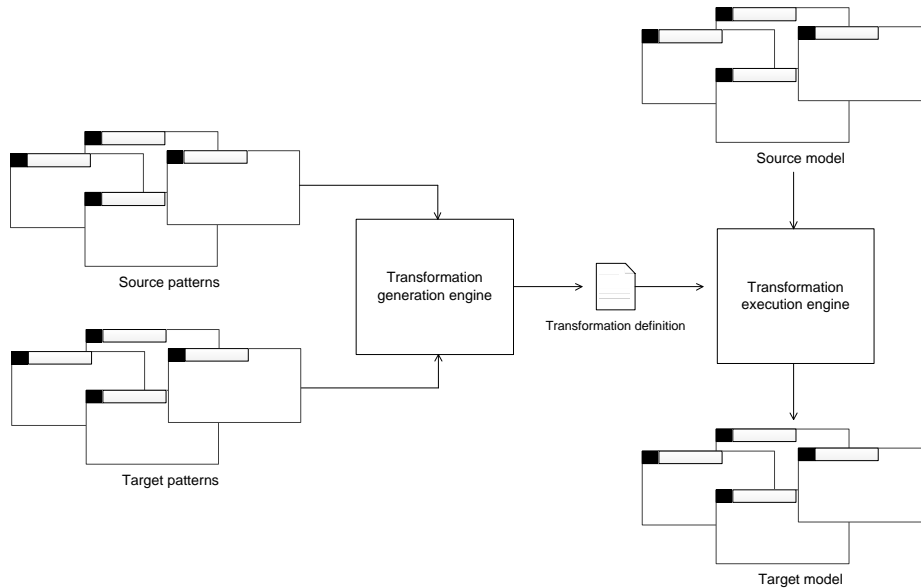 Source model
Source patterns
Transformation
generation engine
Transformation
execution engine
Transformation definition
Target patterns
Target model